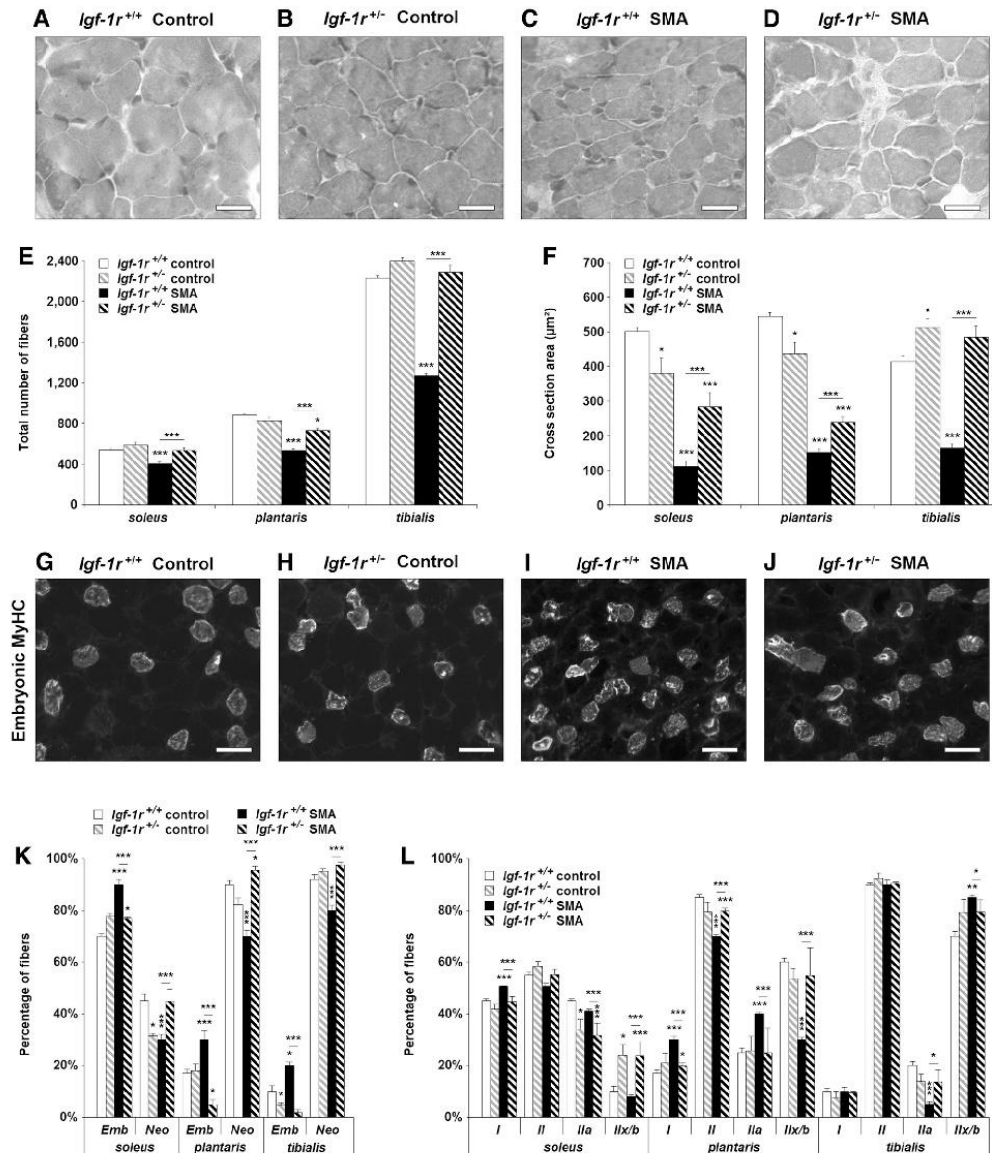 A Igf-1r+/+ Control
B Igf-1r+/- Control
C Igf-1r+/+ SMA
D Igf-1r+/- SMA
E
igf-1r+/+ control
igf-1r+/- control
igf-1r+/+ SMA
igf-1r+/- SMA
Total number of fibers
2,400
2,000
1,600
1,200
800
400
0
*** *** *** *** * *** ***
soleus plantaris tibialis
F
Igf-1r+/+ control
Igf-1r+/- control
Igf-1r+/+ SMA
Igf-1r+/- SMA
Cross section area (µm²)
700
600
500
400
300
200
100
0
* *** *** *** * *** *** *** * *** ***
soleus plantaris tibialis
G Igf-1r+/+ Control
H Igf-1r+/- Control
I Igf-1r+/+ SMA
J Igf-1r+/- SMA
Embryonic MyHC
K
Igf-1r+/+ control
Igf-1r+/- control
Igf-1r+/+ SMA
Igf-1r+/- SMA
Percentage of fibers
100%
80%
60%
40%
20%
0%
*** *** * * *** *** *** *** * *** *** * * * *** *** ***
Emb Neo Emb Neo Emb Neo
soleus plantaris tibialis
L
Igf-1r+/+ control
Igf-1r+/- control
Igf-1r+/+ SMA
Igf-1r+/- SMA
Percentage of fibers
100%
80%
60%
40%
20%
0%
*** *** * *** *** * *** *** *** *** * *** *** *** *** *** *** *** *** * ** *
I II IIa IIx/b I II IIa IIx/b I II IIa IIx/b
soleus plantaris tibialis